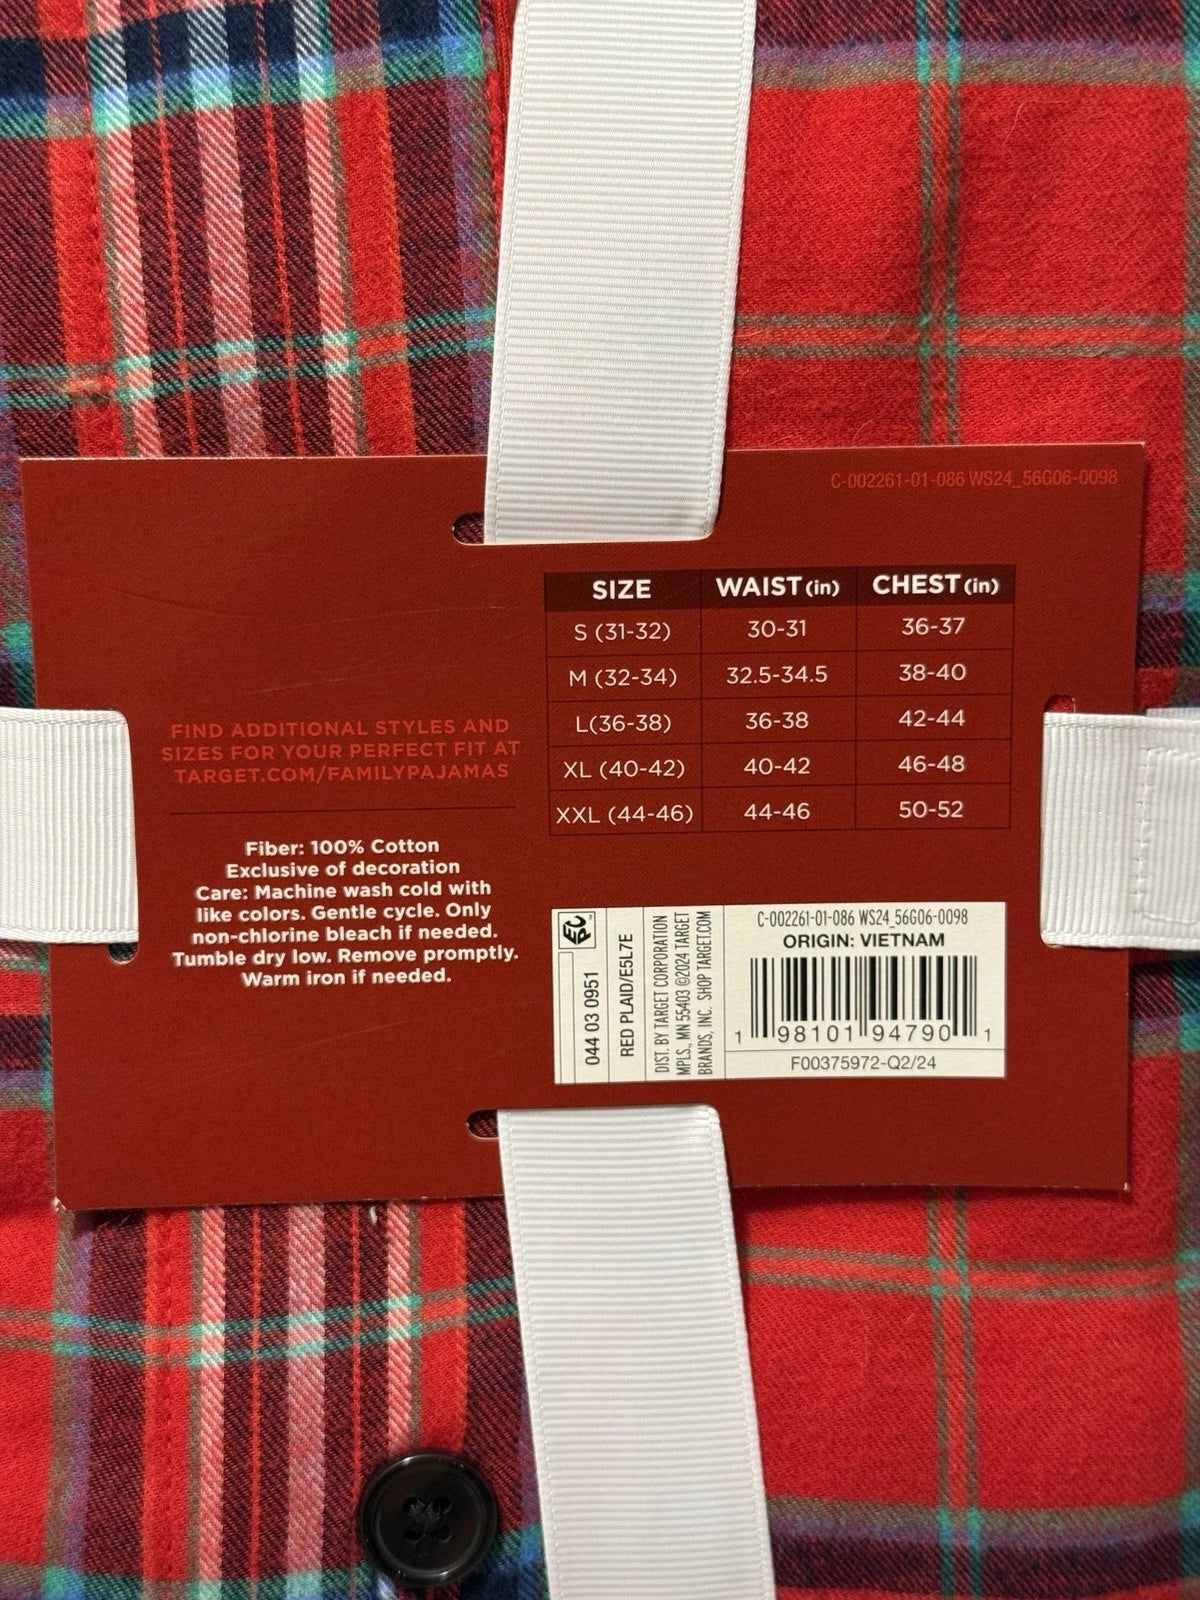 C-002261-01-086 WS24_56G06-0098
SIZE WAIST (in) CHEST (in)
S (31-32) 30-31 36-37
M (32-34) 32.5-34.5 38-40
L(36-38) 36-38 42-44
XL (40-42) 40-42 46-48
XXL (44-46) 44-46 50-52
FIND ADDITIONAL STYLES AND
SIZES FOR YOUR PERFECT FIT AT
TARGET.COM/FAMILYPAJAMAS
Fiber: 100% Cotton
Exclusive of decoration
Care: Machine wash cold with
like colors. Gentle cycle. Only
non-chlorine bleach if needed.
Tumble dry low. Remove promptly.
Warm iron if needed.
EPC
044 03 0951
RED PLAID/E5L7E
DIST. BY TARGET CORPORATION
MPLS., MN 55403 ©2024 TARGET
BRANDS, INC. SHOP TARGET.COM
C-002261-01-086 WS24_56G06-0098
ORIGIN: VIETNAM
1 98101 94790 1
F00375972-Q2/24